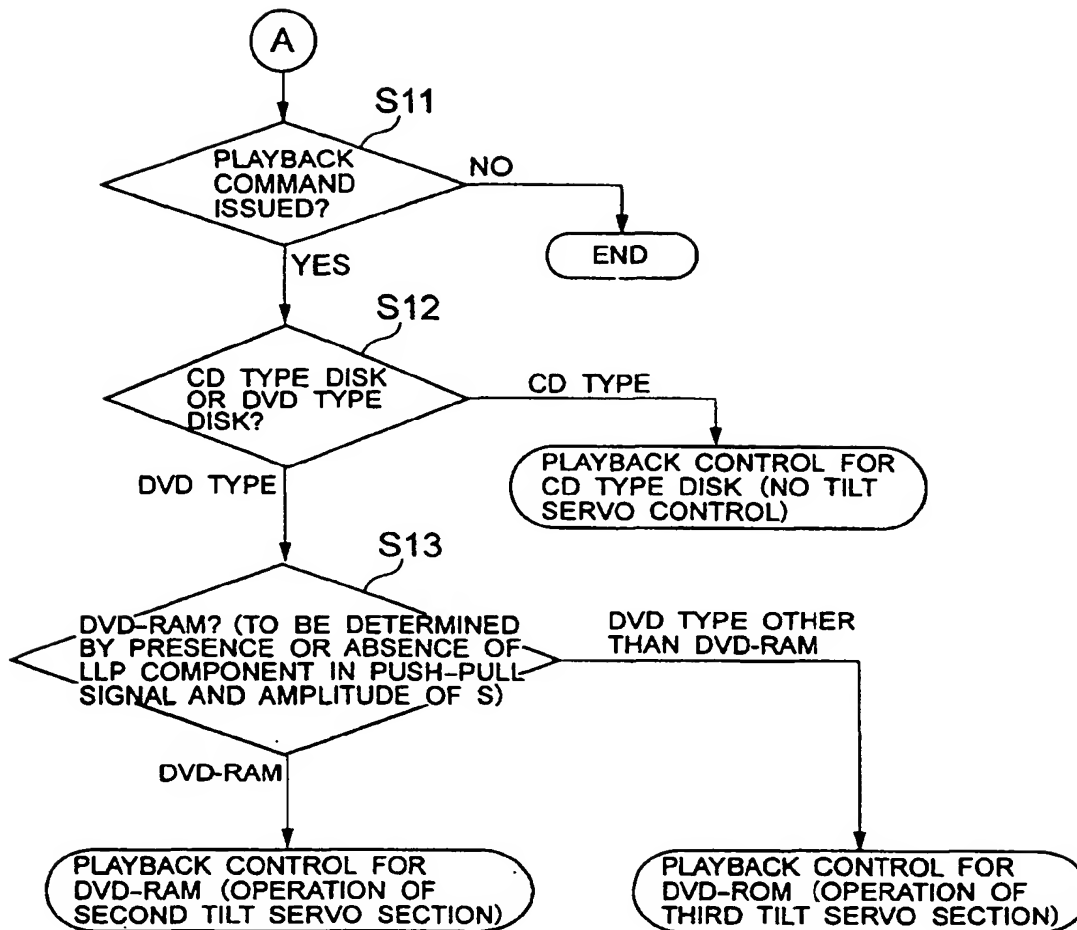 A
S11
PLAYBACK
COMMAND
ISSUED?
NO
END
YES
S12
CD TYPE DISK
OR DVD TYPE
DISK?
CD TYPE
PLAYBACK CONTROL FOR
CD TYPE DISK (NO TILT
SERVO CONTROL)
DVD TYPE
S13
DVD-RAM? (TO BE DETERMINED
BY PRESENCE OR ABSENCE OF
LLP COMPONENT IN PUSH-PULL
SIGNAL AND AMPLITUDE OF S)
DVD TYPE OTHER
THAN DVD-RAM
DVD-RAM
PLAYBACK CONTROL FOR
DVD-RAM (OPERATION OF
SECOND TILT SERVO SECTION)
PLAYBACK CONTROL FOR
DVD-ROM (OPERATION OF
THIRD TILT SERVO SECTION)